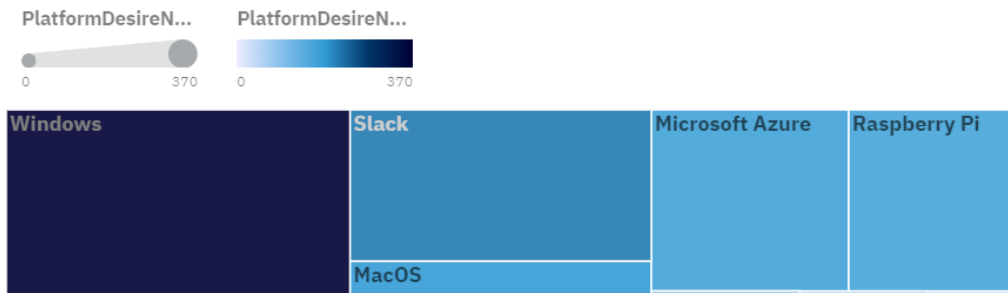 PlatformDesireN...
PlatformDesireN...
0
370
0
370
Windows
Slack
Microsoft Azure
Raspberry Pi
MacOS